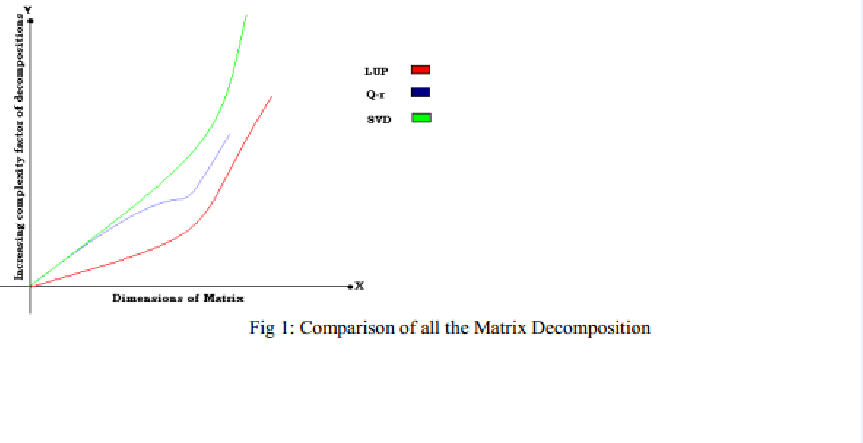 Y
Increasing complexity factor of decompositions
LUP
Q-r
SVD
X
Dimensions of Matrix
Fig 1: Comparison of all the Matrix Decomposition